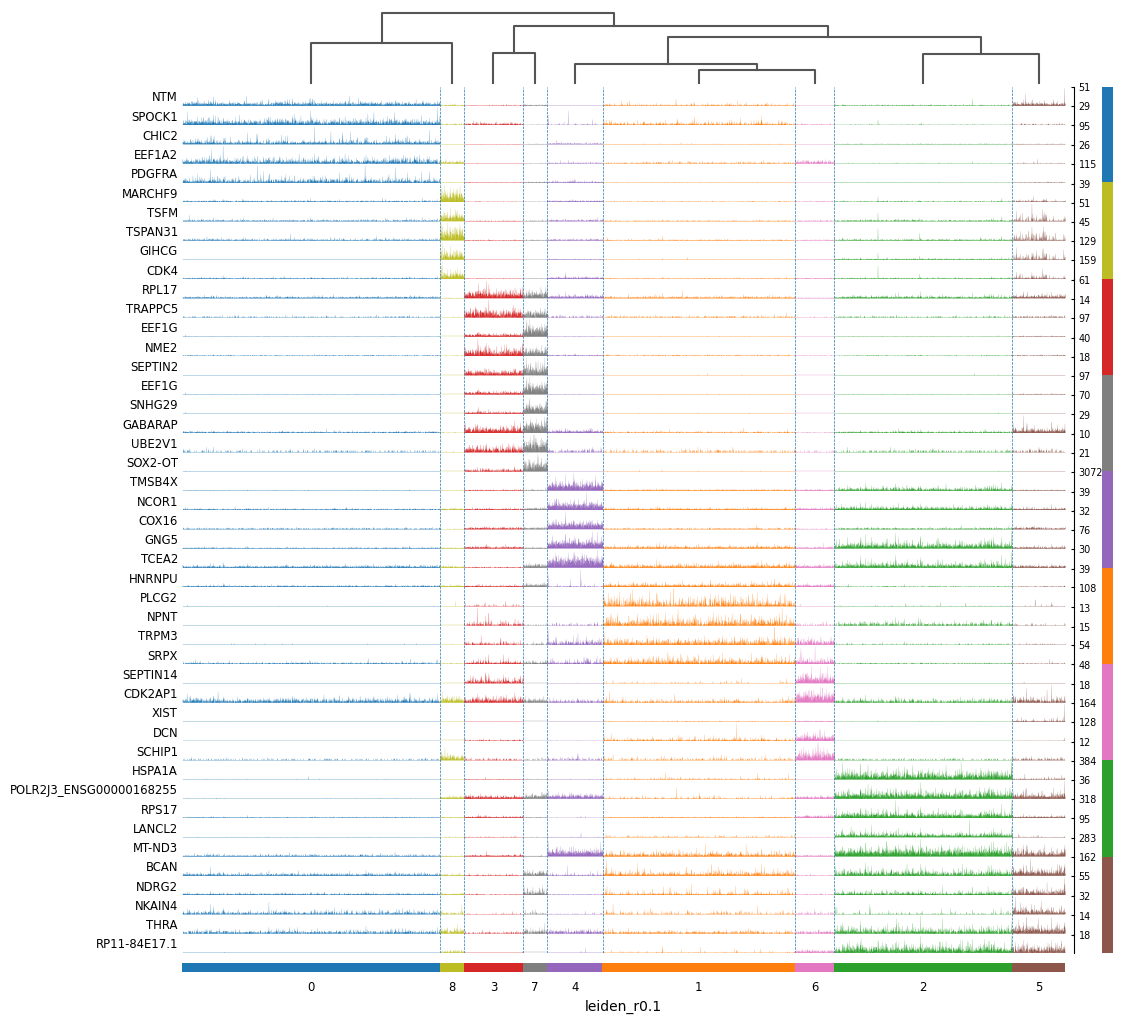 NTM 51
SPOCK1 29
CHIC2 95
EEF1A2 26
PDGFRA 115
MARCHF9 39
TSFM 51
TSPAN31 45
GIHCG 129
CDK4 159
RPL17 61
TRAPPC5 14
EEF1G 97
NME2 40
SEPTIN2 18
EEF1G 97
SNHG29 70
GABARAP 29
UBE2V1 10
SOX2-OT 21
TMSB4X 3072
NCOR1 39
COX16 32
GNG5 76
TCEA2 30
HNRNPU 39
PLCG2 108
NPNT 13
TRPM3 15
SRPX 54
SEPTIN14 48
CDK2AP1 18
XIST 164
DCN 128
SCHIP1 12
HSPA1A 384
POLR2J3_ENSG00000168255 36
RPS17 318
LANCL2 95
MT-ND3 283
BCAN 162
NDRG2 55
NKAIN4 32
THRA 14
RP11-84E17.1 18
0 8 3 7 4 1 6 2 5
leiden_r0.1